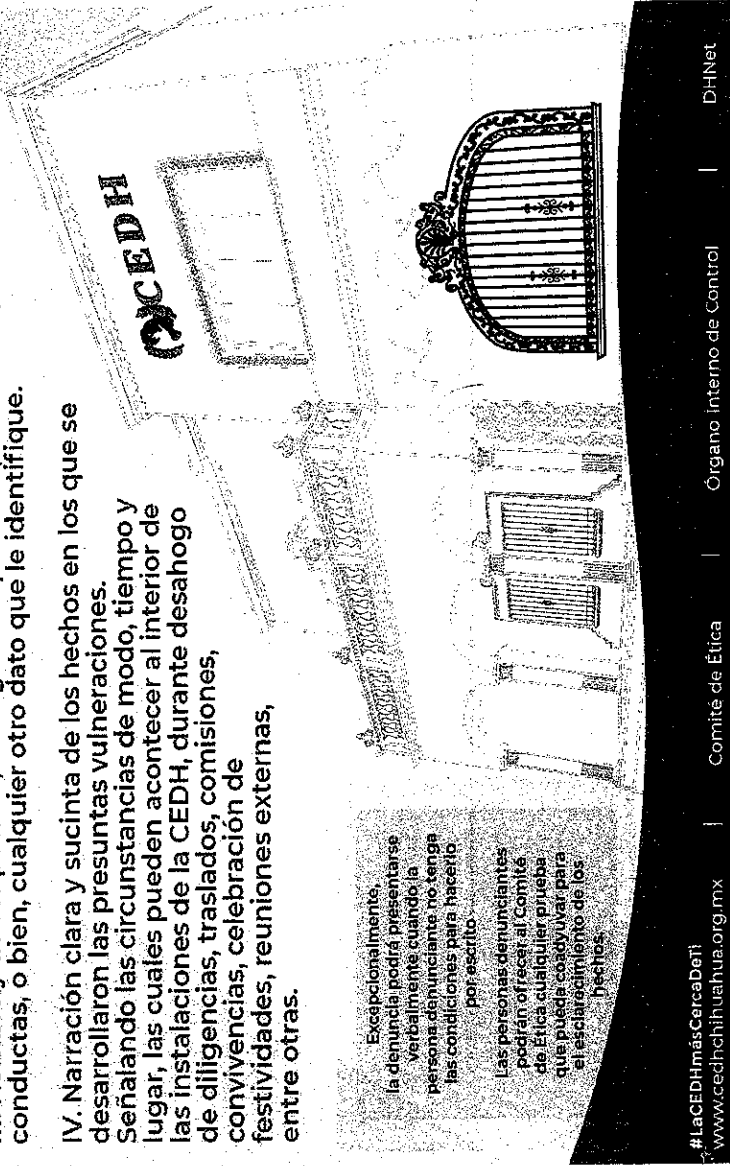 conductas, o bien, cualquier otro dato que le identifique.
IV. Narración clara y sucinta de los hechos en los que se
desarrollaron las presuntas vulneraciones.
Señalando las circunstancias de modo, tiempo y
lugar, las cuales pueden acontecer al interior de
las instalaciones de la CEDH, durante desahogo
de diligencias, traslados, comisiones,
convivencias, celebración de
festividades, reuniones externas,
entre otras.
CEDH
Excepcionalmente,
la denuncia podrá presentarse
verbalmente cuando la
persona denunciante no tenga
las condiciones para hacerlo
por escrito
Las personas denunciantes
podrán ofrecer al Comité
de Ética cualquier prueba
que pueda coadyuvar para
el esclarecimiento de los
hechos.
#LaCEDHmásCercaDeTi
www.cedhchihuahua.org.mx | Comité de Ética | Órgano Interno de Control | DHNet